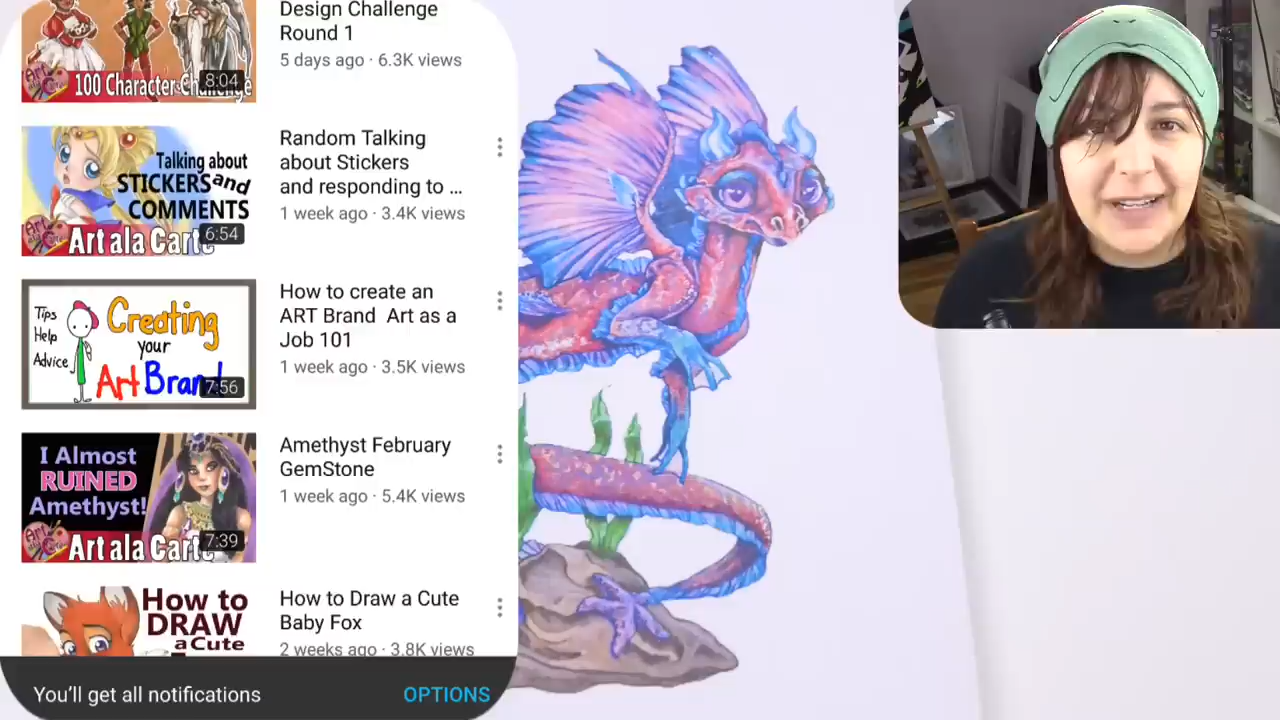 Design Challenge
Round 1
5 days ago · 6.3K views
100 Character Challenge
8:04
Talking about
STICKERS and
COMMENTS
Art ala Carte
6:54
Random Talking
about Stickers
and responding to ...
1 week ago · 3.4K views
Tips
Help
Advice
Creating
your
Art Brand
7:56
How to create an
ART Brand Art as a
Job 101
1 week ago · 3.5K views
I Almost
RUINED
Amethyst!
Art ala Carte
7:39
Amethyst February
GemStone
1 week ago · 5.4K views
How to
DRAW
a Cute
How to Draw a Cute
Baby Fox
2 weeks ago · 3.8K views
You'll get all notifications
OPTIONS